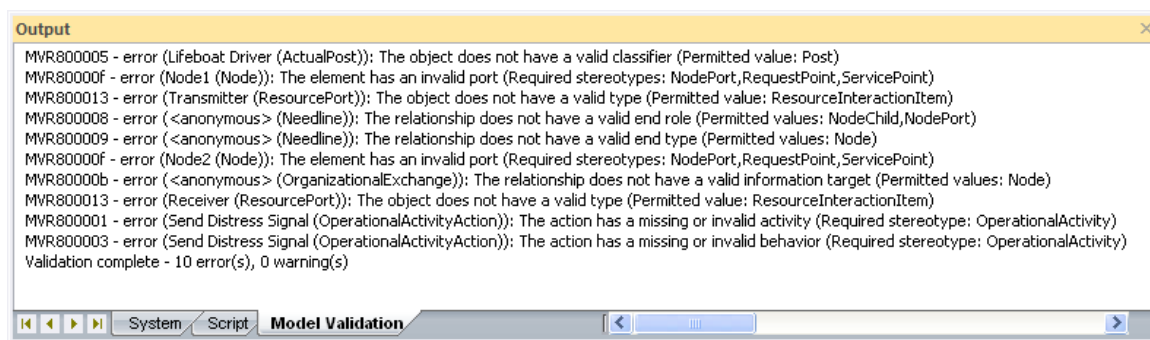 Output
MVR800005 - error (Lifeboat Driver (ActualPost)): The object does not have a valid classifier (Permitted value: Post)
MVR80000f - error (Node1 (Node)): The element has an invalid port (Required stereotypes: NodePort,RequestPoint,ServicePoint)
MVR800013 - error (Transmitter (ResourcePort)): The object does not have a valid type (Permitted value: ResourceInteractionItem)
MVR800008 - error (<anonymous> (Needline)): The relationship does not have a valid end role (Permitted values: NodeChild,NodePort)
MVR800009 - error (<anonymous> (Needline)): The relationship does not have a valid end type (Permitted values: Node)
MVR80000f - error (Node2 (Node)): The element has an invalid port (Required stereotypes: NodePort,RequestPoint,ServicePoint)
MVR80000b - error (<anonymous> (OrganizationalExchange)): The relationship does not have a valid information target (Permitted values: Node)
MVR800013 - error (Receiver (ResourcePort)): The object does not have a valid type (Permitted value: ResourceInteractionItem)
MVR800001 - error (Send Distress Signal (OperationalActivityAction)): The action has a missing or invalid activity (Required stereotype: OperationalActivity)
MVR800003 - error (Send Distress Signal (OperationalActivityAction)): The action has a missing or invalid behavior (Required stereotype: OperationalActivity)
Validation complete - 10 error(s), 0 warning(s)
System Script Model Validation